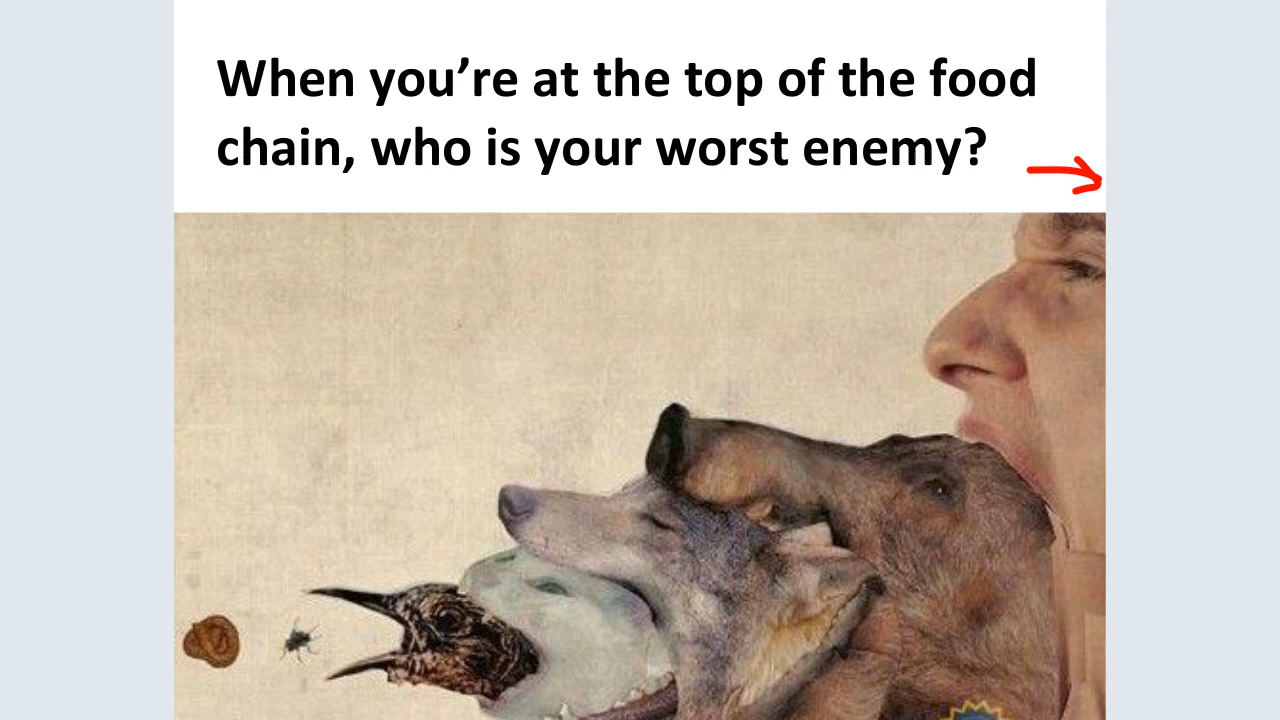 When you’re at the top of the food
chain, who is your worst enemy?